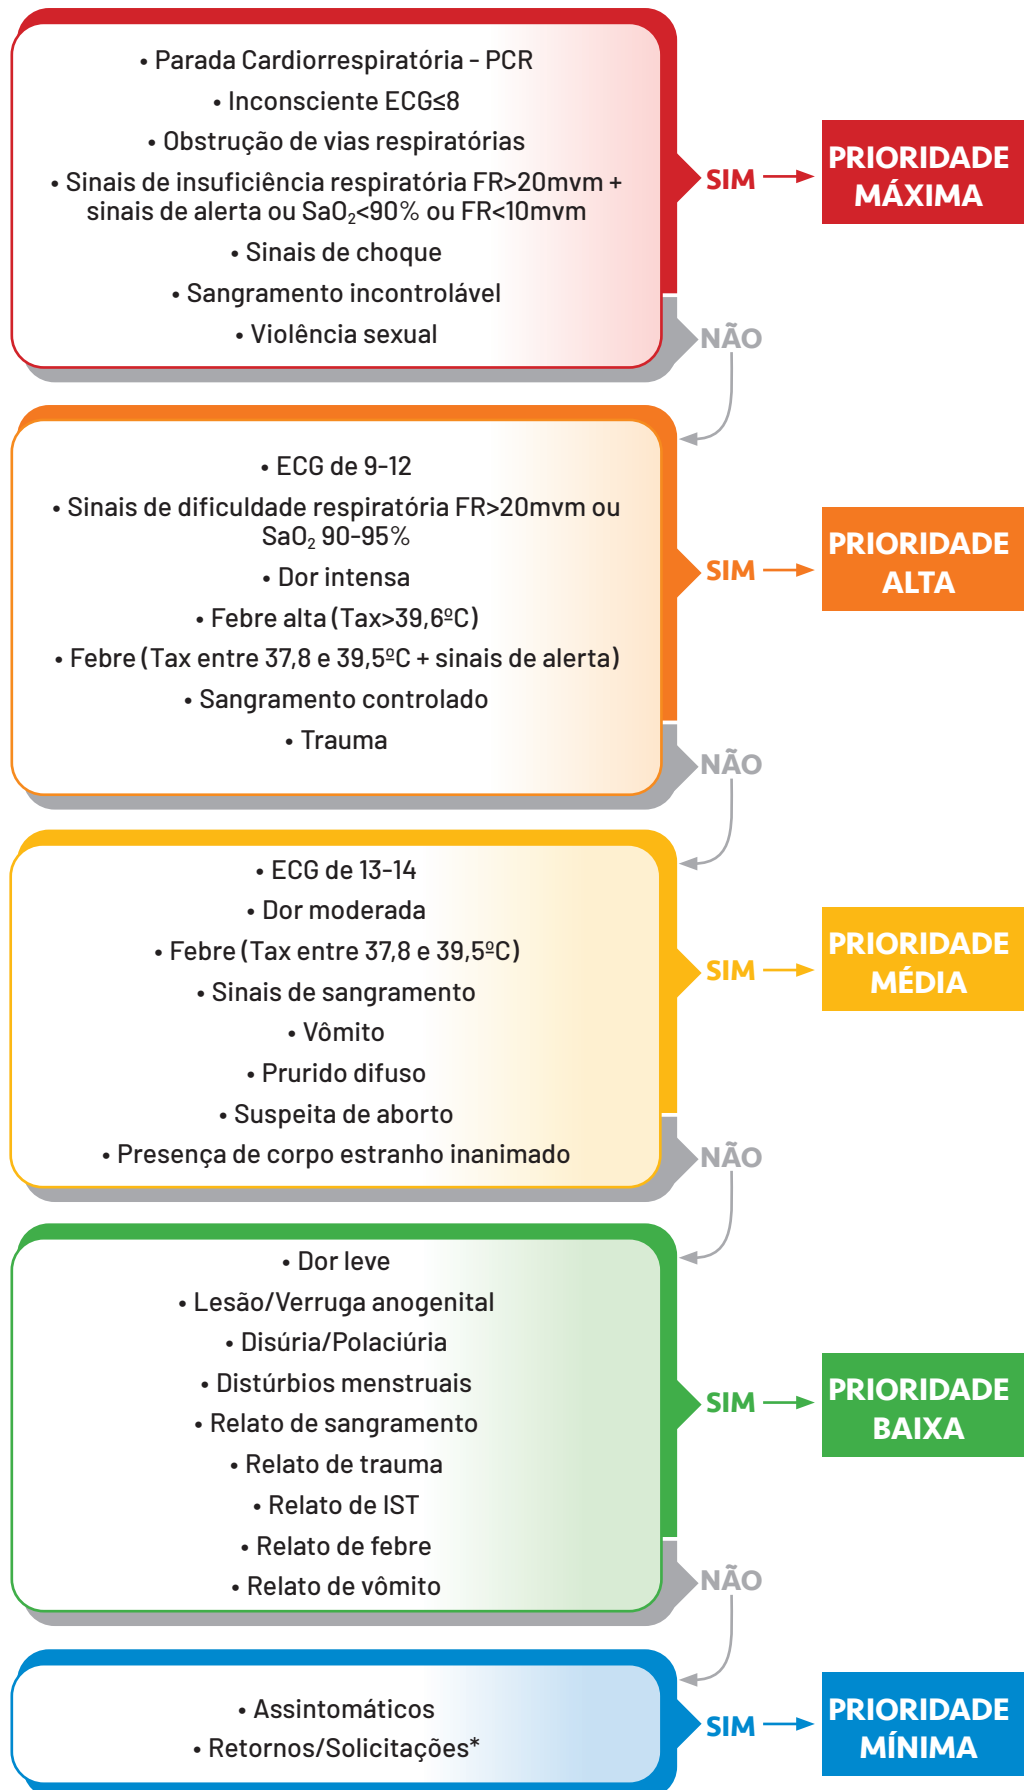 • Parada Cardiorrespiratória - PCR
• Inconsciente ECG≤8
• Obstrução de vias respiratórias
• Sinais de insuficiência respiratória FR>20mvm +
sinais de alerta ou SaO₂<90% ou FR<10mvm
• Sinais de choque
• Sangramento incontrolável
• Violência sexual
SIM
PRIORIDADE
MÁXIMA
NÃO
• ECG de 9-12
• Sinais de dificuldade respiratória FR>20mvm ou
SaO₂ 90-95%
• Dor intensa
• Febre alta (Tax>39,6ºC)
• Febre (Tax entre 37,8 e 39,5ºC + sinais de alerta)
• Sangramento controlado
• Trauma
SIM
PRIORIDADE
ALTA
NÃO
• ECG de 13-14
• Dor moderada
• Febre (Tax entre 37,8 e 39,5ºC)
• Sinais de sangramento
• Vômito
• Prurido difuso
• Suspeita de aborto
• Presença de corpo estranho inanimado
SIM
PRIORIDADE
MÉDIA
NÃO
• Dor leve
• Lesão/Verruga anogenital
• Disúria/Polaciúria
• Distúrbios menstruais
• Relato de sangramento
• Relato de trauma
• Relato de IST
• Relato de febre
• Relato de vômito
SIM
PRIORIDADE
BAIXA
NÃO
• Assintomáticos
• Retornos/Solicitações*
SIM
PRIORIDADE
MÍNIMA